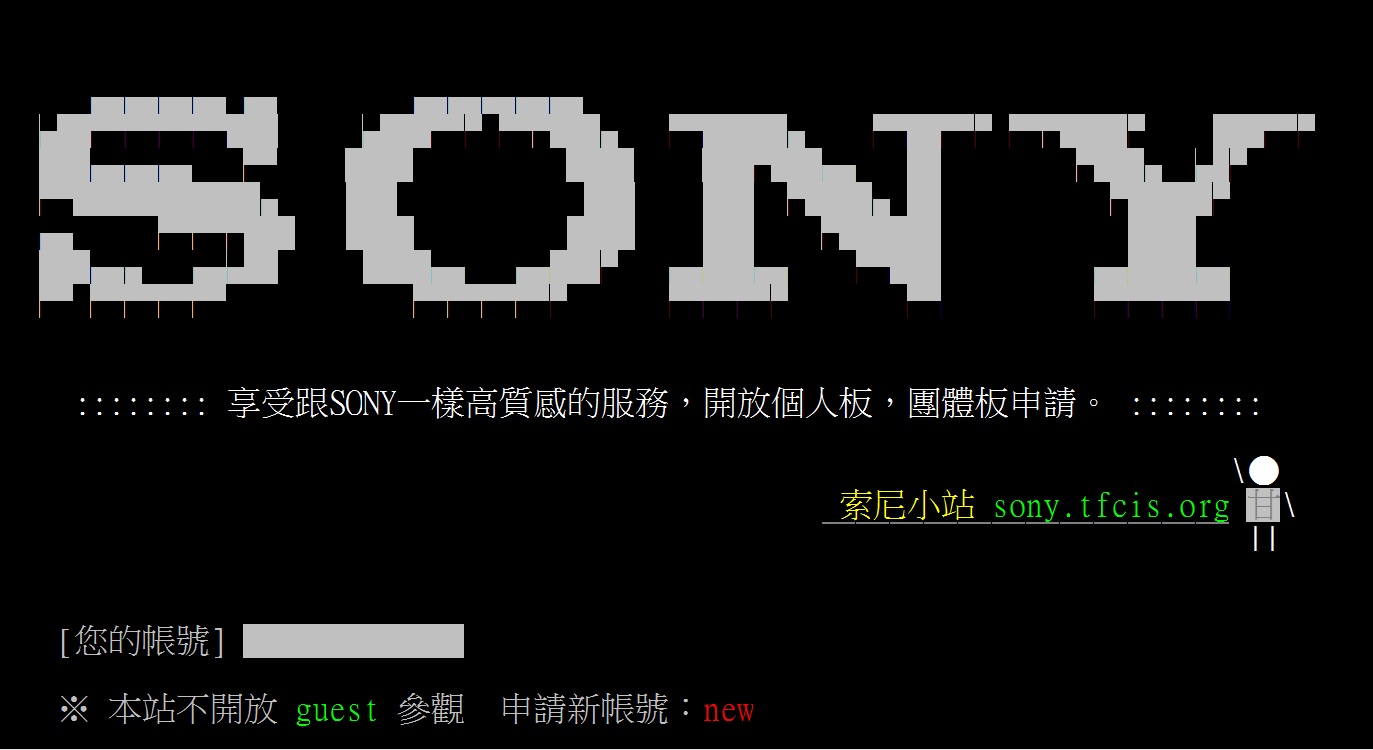 SONY
:::::::: 享受跟SONY一樣高質感的服務，開放個人板，團體板申請。 ::::::::
索尼小站 sony.tfcis.org
甘
[您的帳號]
※ 本站不開放 guest 參觀　申請新帳號：new